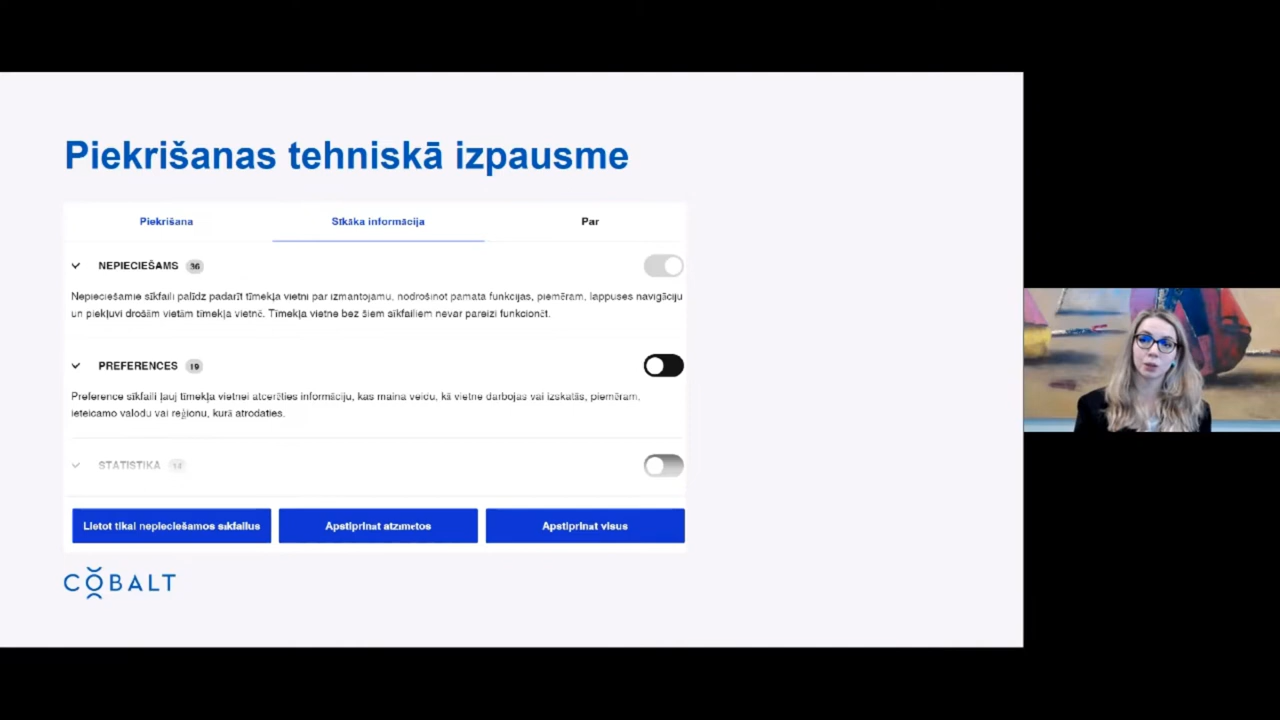 Piekrišanas tehniskā izpausme
Piekrišana
Sīkāka informācija
Par
NEPIECIEŠAMS 36
Nepieciešamie sīkfaili palīdz padarīt tīmekļa vietni par izmantojamu, nodrošinot pamata funkcijas, piemēram, lappuses navigāciju
un piekļuvi drošām vietām tīmekļa vietnē. Tīmekļa vietne bez šiem sīkfailiem nevar pareizi funkcionēt.
PREFERENCES 19
Preference sīkfaili ļauj tīmekļa vietnei atcerēties informāciju, kas maina veidu, kā vietne darbojas vai izskatās, piemēram,
ieteicamo valodu vai reģionu, kurā atrodaties.
STATISTIKA
Lietot tikai nepieciešamos sīkfailus
Apstiprināt atzīmētos
Apstiprināt visus
COBALT